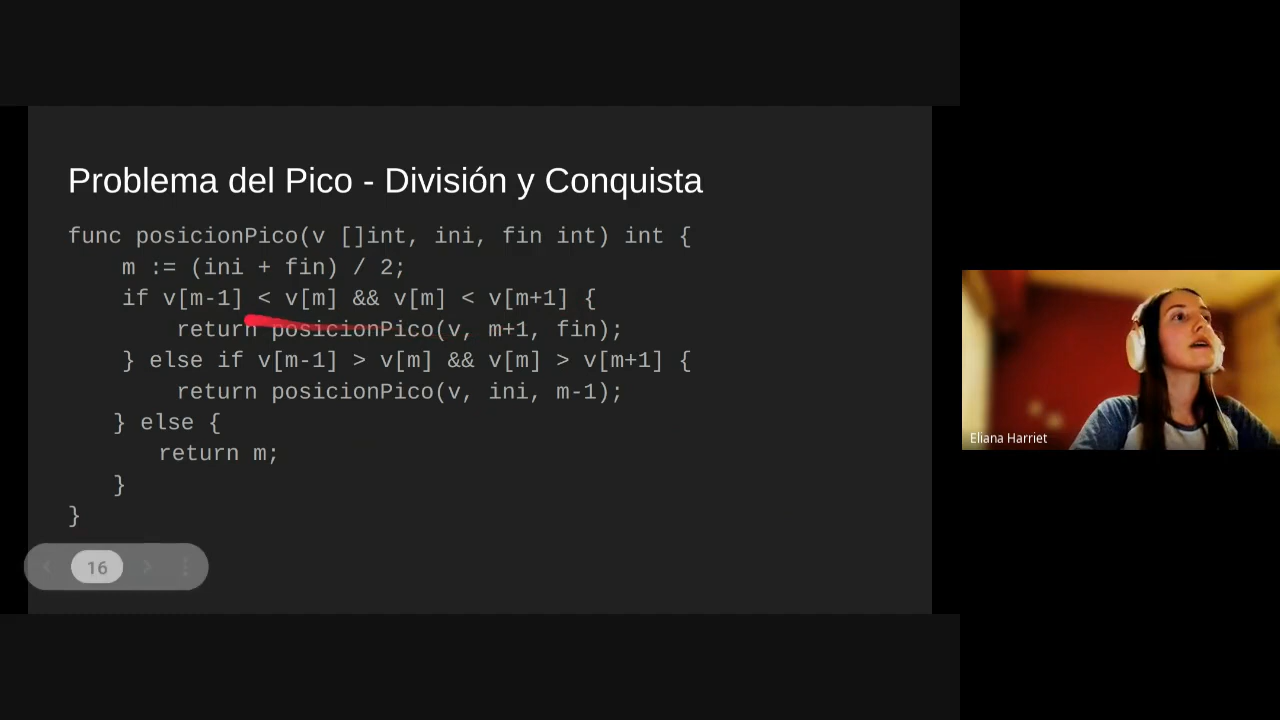 Problema del Pico - División y Conquista
func posicionPico(v []int, ini, fin int) int {
    m := (ini + fin) / 2;
    if v[m-1] < v[m] && v[m] < v[m+1] {
        return posicionPico(v, m+1, fin);
    } else if v[m-1] > v[m] && v[m] > v[m+1] {
        return posicionPico(v, ini, m-1);
    } else {
        return m;
    }
}
16
Eliana Harriet